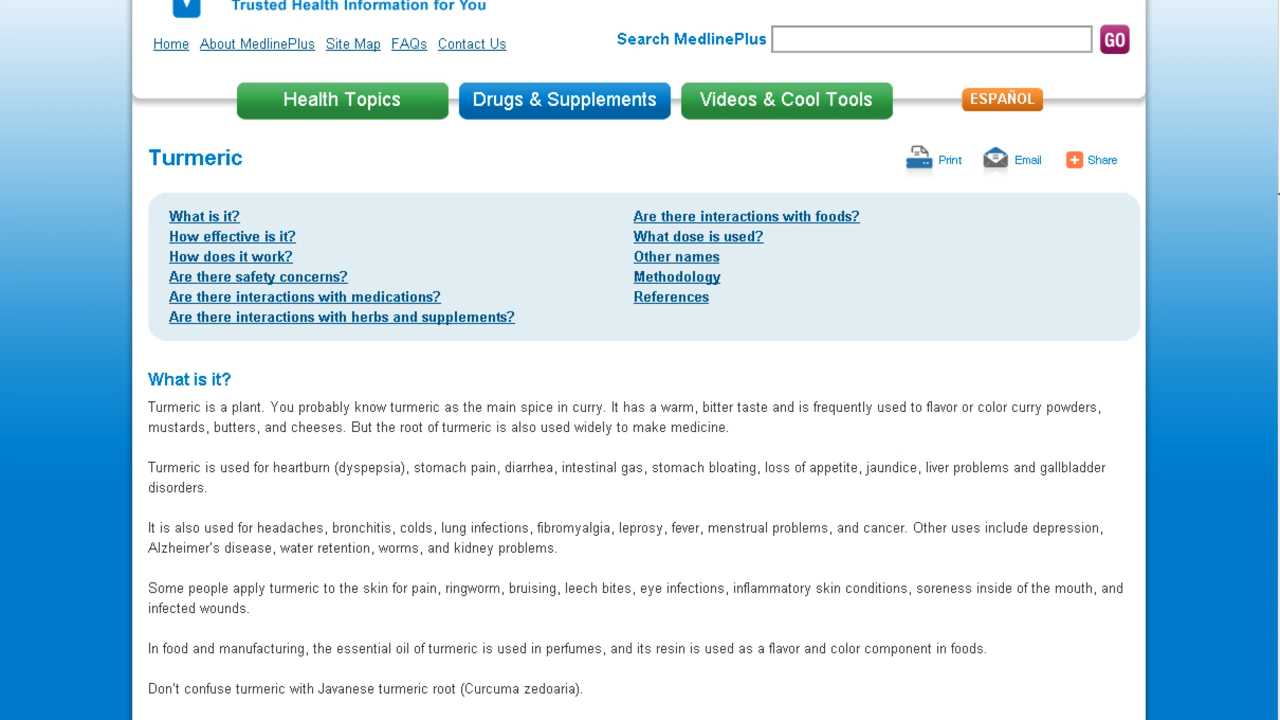 Trusted Health Information for You
Home About MedlinePlus Site Map FAQs Contact Us
Search MedlinePlus GO
Health Topics Drugs & Supplements Videos & Cool Tools ESPAÑOL
Turmeric
Print Email Share
What is it?
How effective is it?
How does it work?
Are there safety concerns?
Are there interactions with medications?
Are there interactions with herbs and supplements?
Are there interactions with foods?
What dose is used?
Other names
Methodology
References
What is it?
Turmeric is a plant. You probably know turmeric as the main spice in curry. It has a warm, bitter taste and is frequently used to flavor or color curry powders,
mustards, butters, and cheeses. But the root of turmeric is also used widely to make medicine.
Turmeric is used for heartburn (dyspepsia), stomach pain, diarrhea, intestinal gas, stomach bloating, loss of appetite, jaundice, liver problems and gallbladder
disorders.
It is also used for headaches, bronchitis, colds, lung infections, fibromyalgia, leprosy, fever, menstrual problems, and cancer. Other uses include depression,
Alzheimer's disease, water retention, worms, and kidney problems.
Some people apply turmeric to the skin for pain, ringworm, bruising, leech bites, eye infections, inflammatory skin conditions, soreness inside of the mouth, and
infected wounds.
In food and manufacturing, the essential oil of turmeric is used in perfumes, and its resin is used as a flavor and color component in foods.
Don't confuse turmeric with Javanese turmeric root (Curcuma zedoaria).